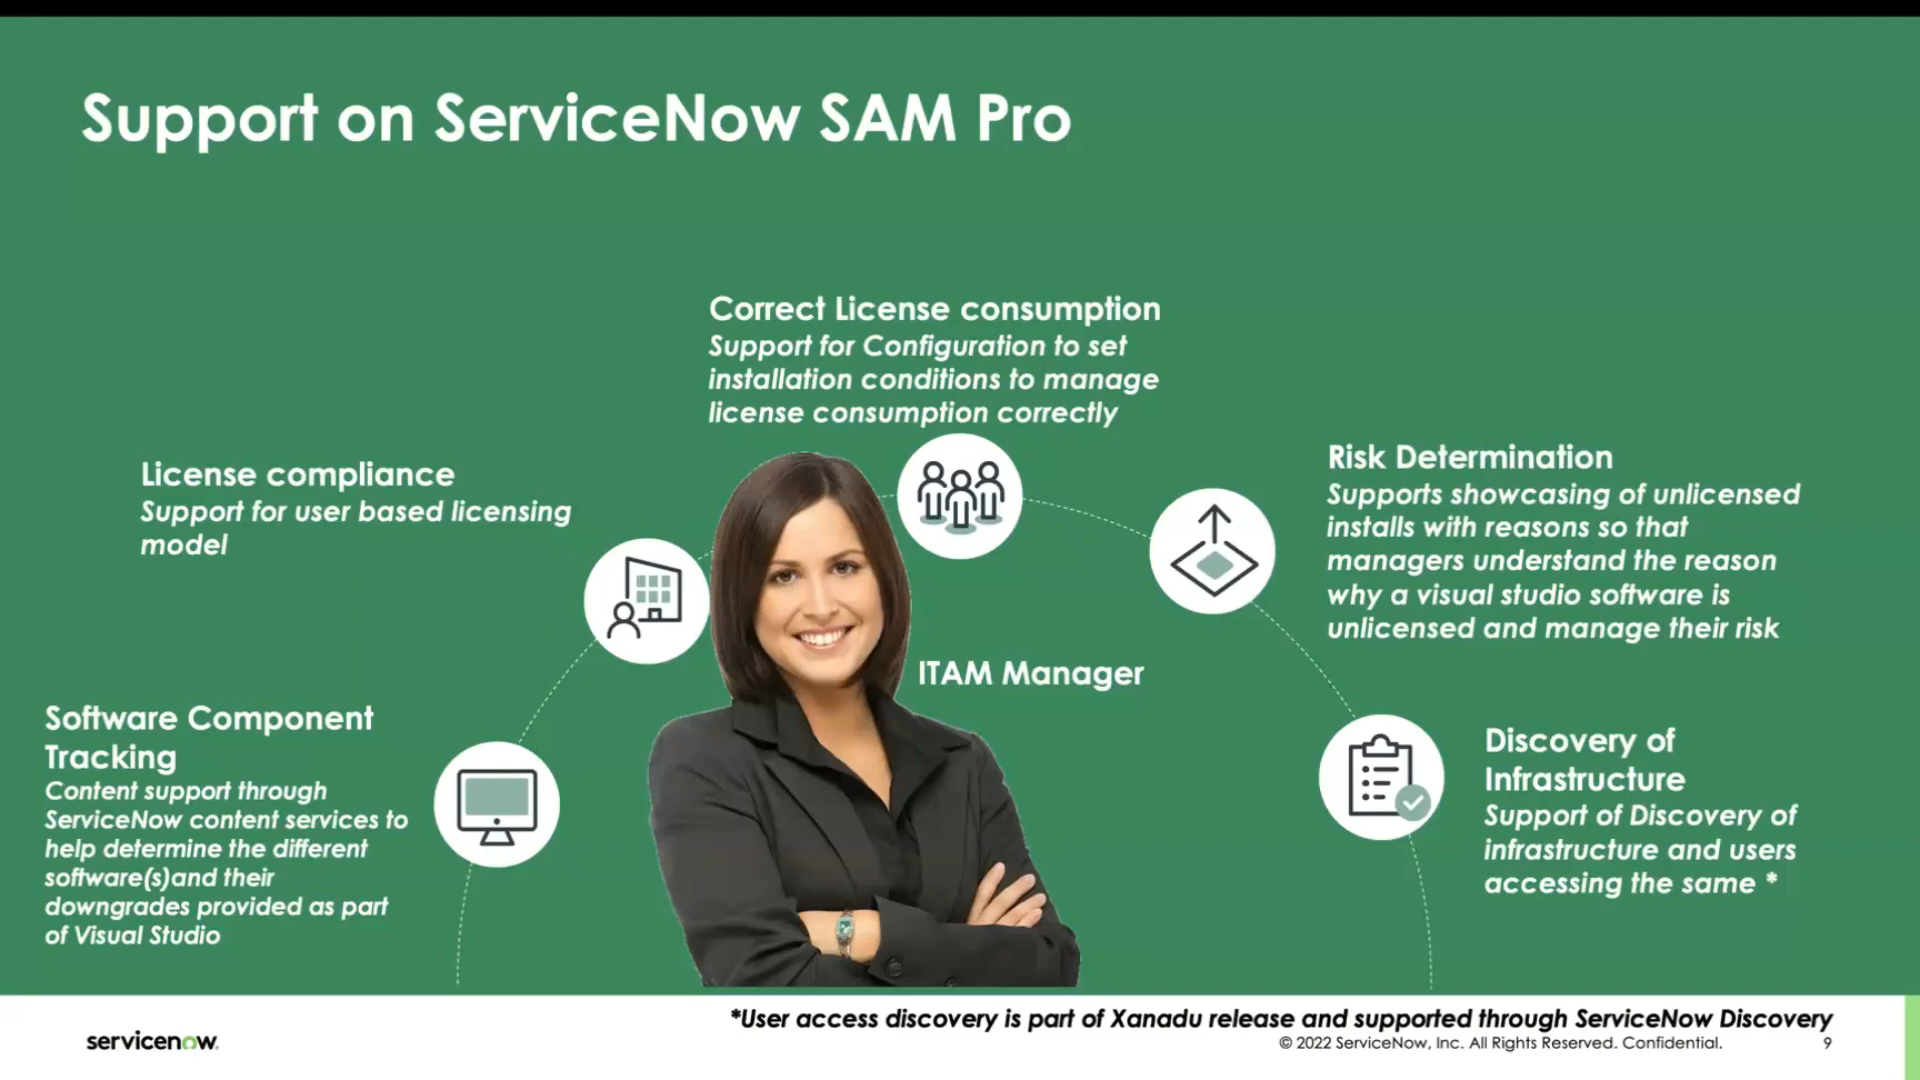 Support on ServiceNow SAM Pro
Correct License consumption
Support for Configuration to set
installation conditions to manage
license consumption correctly
License compliance
Support for user based licensing
model
Risk Determination
Supports showcasing of unlicensed
installs with reasons so that
managers understand the reason
why a visual studio software is
unlicensed and manage their risk
ITAM Manager
Software Component
Tracking
Content support through
ServiceNow content services to
help determine the different
software(s)and their
downgrades provided as part
of Visual Studio
Discovery of
Infrastructure
Support of Discovery of
infrastructure and users
accessing the same *
*User access discovery is part of Xanadu release and supported through ServiceNow Discovery
servicenow.
© 2022 ServiceNow, Inc. All Rights Reserved. Confidential.
9